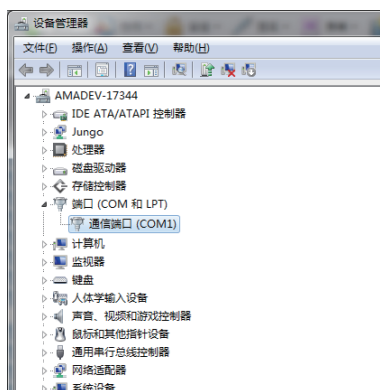 设备管理器
文件(F) 操作(A) 查看(V) 帮助(H)
AMADEV-17344
IDE ATA/ATAPI 控制器
Jungo
处理器
磁盘驱动器
存储控制器
端口 (COM 和 LPT)
通信端口 (COM1)
计算机
监视器
键盘
人体学输入设备
声音、视频和游戏控制器
鼠标和其他指针设备
通用串行总线控制器
网络适配器
系统设备